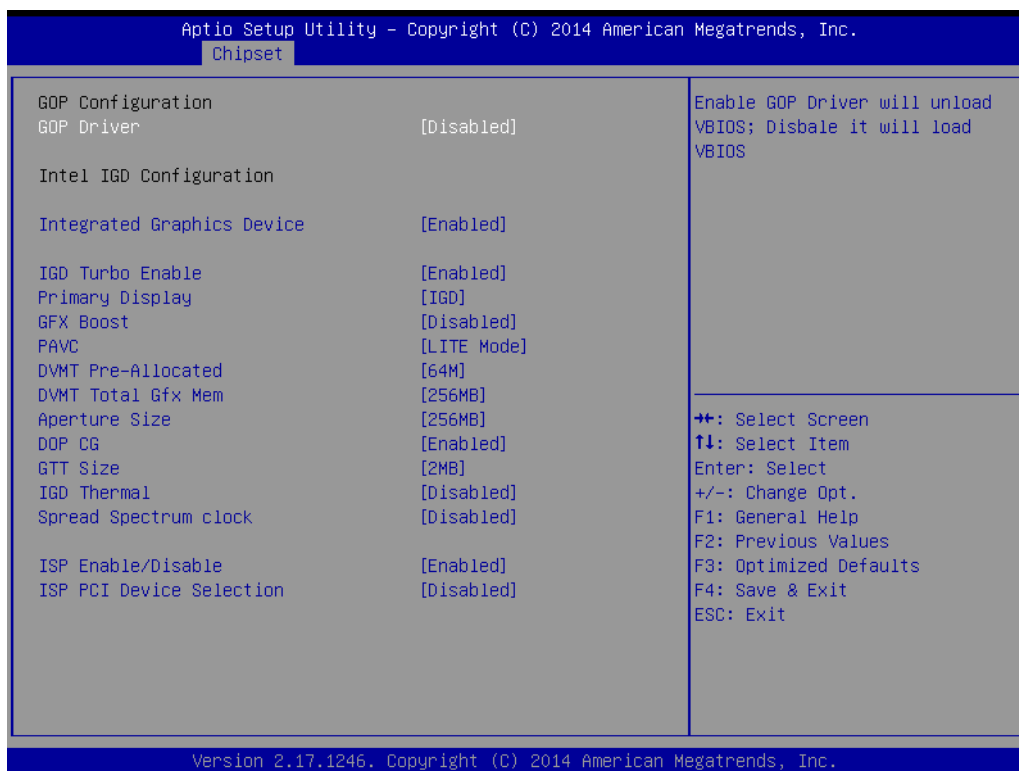 Aptio Setup Utility – Copyright (C) 2014 American Megatrends, Inc.
Chipset
GOP Configuration
GOP Driver [Disabled]
Intel IGD Configuration
Integrated Graphics Device [Enabled]
IGD Turbo Enable [Enabled]
Primary Display [IGD]
GFX Boost [Disabled]
PAVC [LITE Mode]
DVMT Pre-Allocated [64M]
DVMT Total Gfx Mem [256MB]
Aperture Size [256MB]
DOP CG [Enabled]
GTT Size [2MB]
IGD Thermal [Disabled]
Spread Spectrum clock [Disabled]
ISP Enable/Disable [Enabled]
ISP PCI Device Selection [Disabled]
Enable GOP Driver will unload
VBIOS; Disbale it will load
VBIOS
→←: Select Screen
↑↓: Select Item
Enter: Select
+/-: Change Opt.
F1: General Help
F2: Previous Values
F3: Optimized Defaults
F4: Save & Exit
ESC: Exit
Version 2.17.1246. Copyright (C) 2014 American Megatrends, Inc.